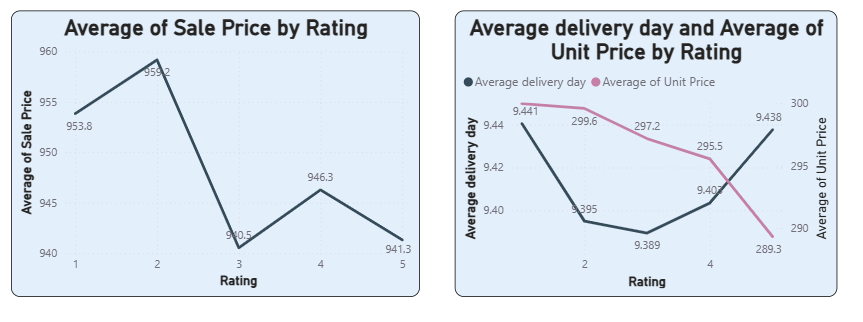 Average of Sale Price by Rating
960
955
950
945
940
Average of Sale Price
953.8
959.2
940.5
946.3
941.3
1 2 3 4 5
Rating
Average delivery day and Average of
Unit Price by Rating
Average delivery day Average of Unit Price
9.44
9.42
9.40
Average delivery day
300
295
290
Average of Unit Price
9.441
299.6
297.2
295.5
9.438
9.395
9.389
9.403
289.3
2 4
Rating